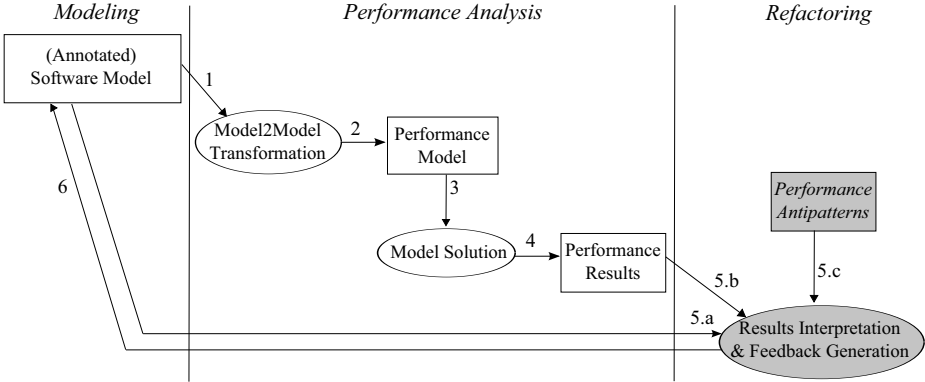 Modeling
Performance Analysis
Refactoring
(Annotated)
Software Model
1
Model2Model
Transformation
2
Performance
Model
3
6
Performance
Antipatterns
Model Solution
4
Performance
Results
5.b
5.c
5.a
Results Interpretation
& Feedback Generation